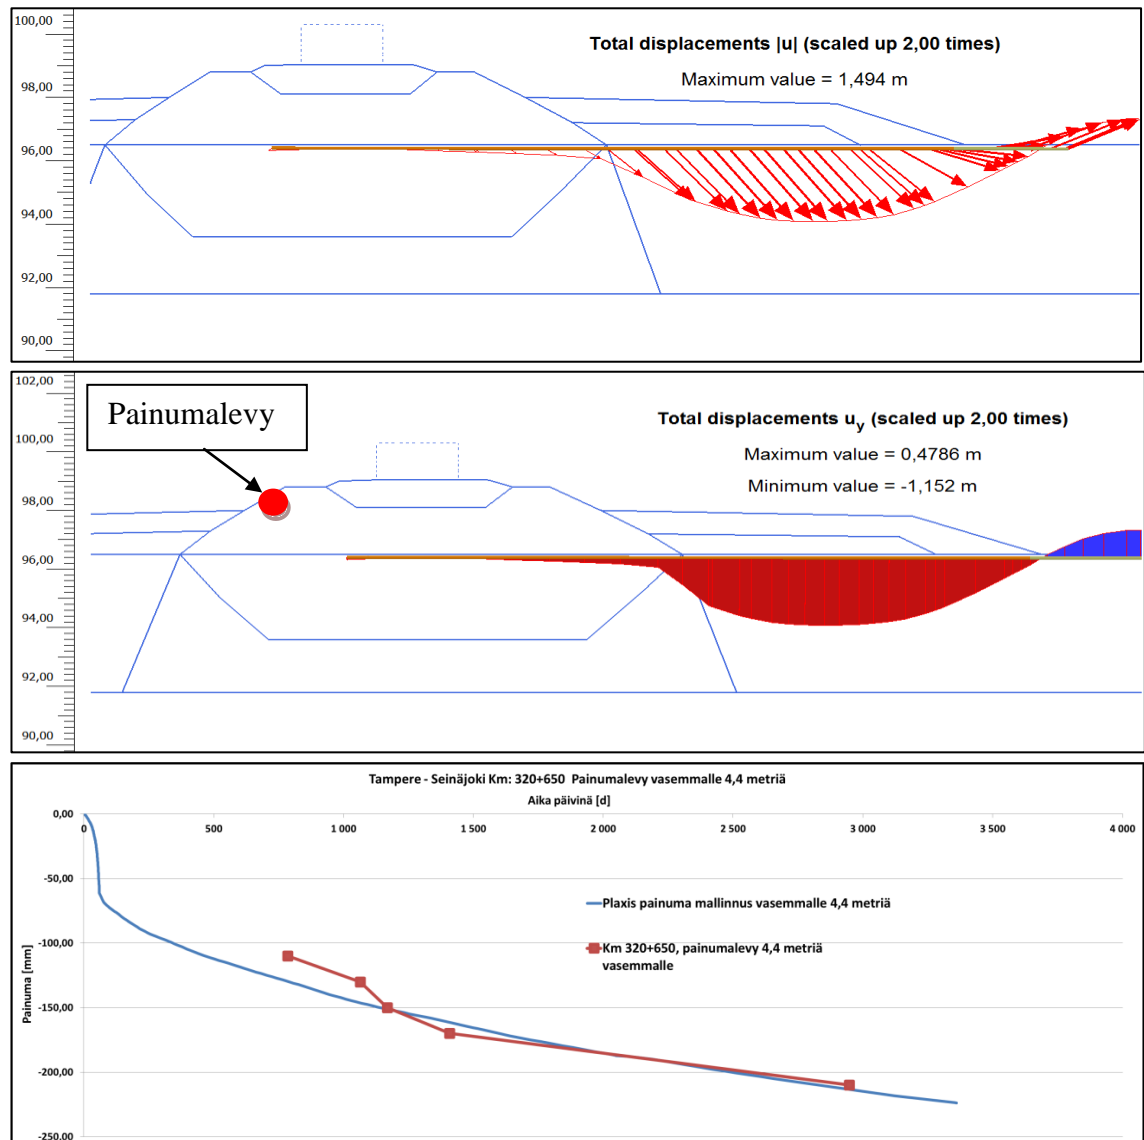 100,00
98,00
96,00
94,00
92,00
90,00
Total displacements |u| (scaled up 2,00 times)
Maximum value = 1,494 m
102,00
100,00
98,00
96,00
94,00
92,00
90,00
Painumalevy
Total displacements uy (scaled up 2,00 times)
Maximum value = 0,4786 m
Minimum value = -1,152 m
Tampere - Seinäjoki Km: 320+650 Painumalevy vasemmalle 4,4 metriä
Aika päivinä [d]
0 500 1 000 1 500 2 000 2 500 3 000 3 500 4 000
0,00
-50,00
-100,00
-150,00
-200,00
-250,00
Painuma [mm]
Plaxis painuma mallinnus vasemmalle 4,4 metriä
Km 320+650, painumalevy 4,4 metriä
vasemmalle